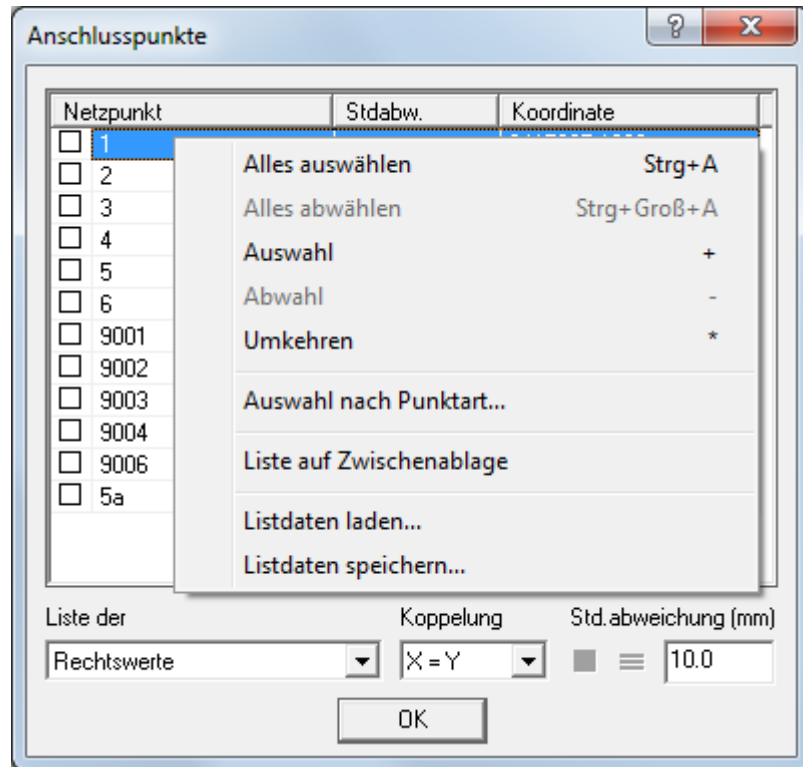 Anschlusspunkte
?
Netzpunkt Stdabw. Koordinate
1
2
3
4
5
6
9001
9002
9003
9004
9006
5a
Alles auswählen Strg+A
Alles abwählen Strg+Groß+A
Auswahl +
Abwahl -
Umkehren *
Auswahl nach Punktart...
Liste auf Zwischenablage
Listdaten laden...
Listdaten speichern...
Liste der Koppelung Std.abweichung (mm)
Rechtswerte X = Y 10.0
OK